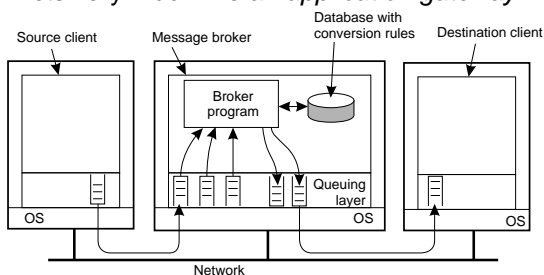 Source client
Message broker
Database with
conversion rules
Destination client
Broker
program
Queuing
layer
OS
OS
OS
Network